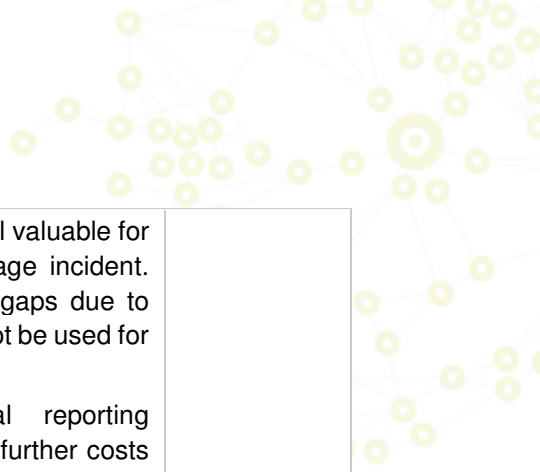 l valuable for
age incident.
gaps due to
ot be used for
al reporting
further costs